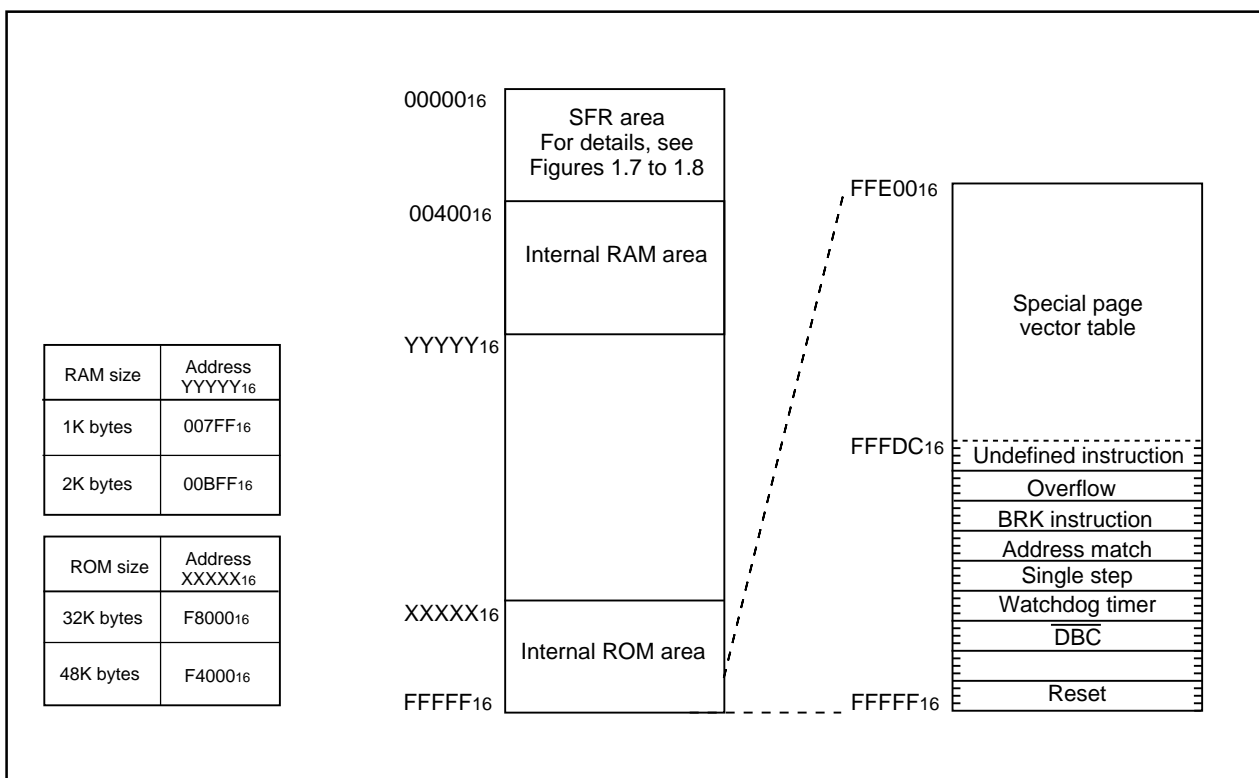 RAM size
Address
YYYYY16
1K bytes
007FF16
2K bytes
00BFF16
ROM size
Address
XXXXX16
32K bytes
F800016
48K bytes
F400016
0000016
SFR area
For details, see
Figures 1.7 to 1.8
0040016
Internal RAM area
YYYYY16
XXXXX16
Internal ROM area
FFFFF16
FFE0016
Special page
vector table
FFFDC16
Undefined instruction
Overflow
BRK instruction
Address match
Single step
Watchdog timer
DBC
Reset
FFFFF16